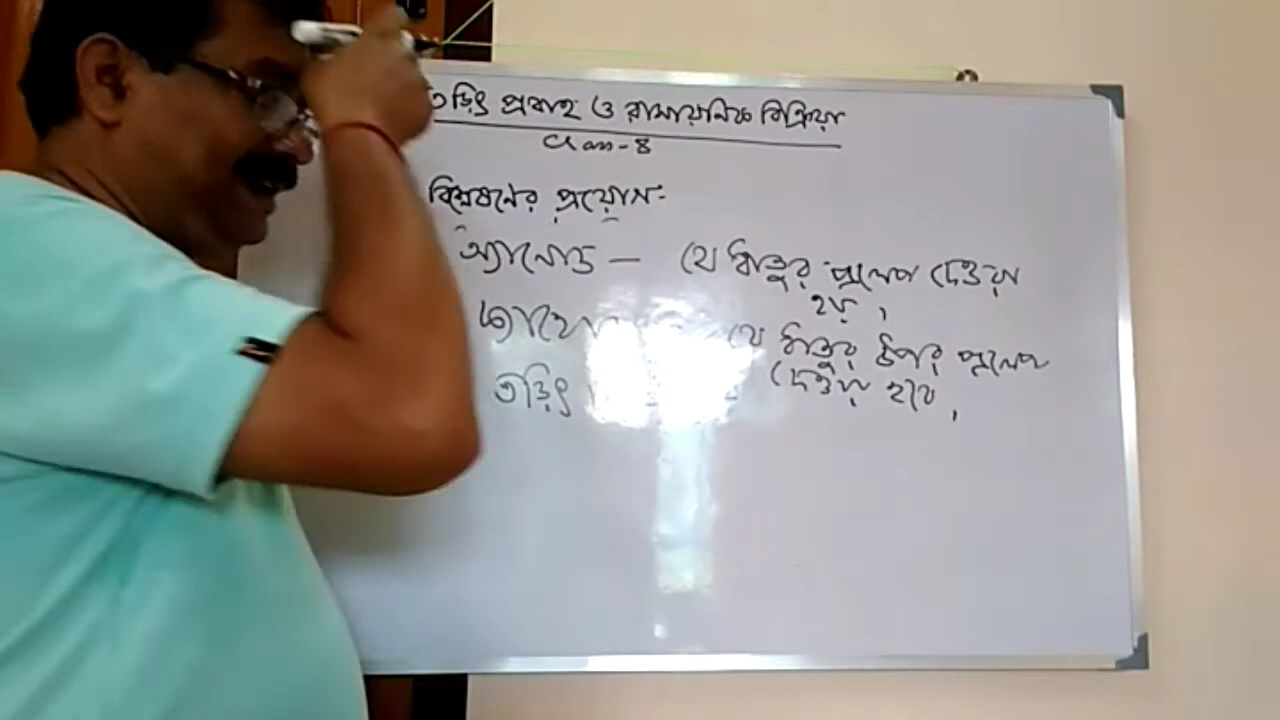 তড়িৎ প্রবাহ ও রাসায়নিক বিক্রিয়া
Class-8
বিশ্লেষণের প্রয়োগ:
অ্যানোড — যে ধাতুর প্রলেপ দেওয়া
হয়।
যে ধাতুর উপর প্রলেপ
তড়িৎ দেওয়া হবে।